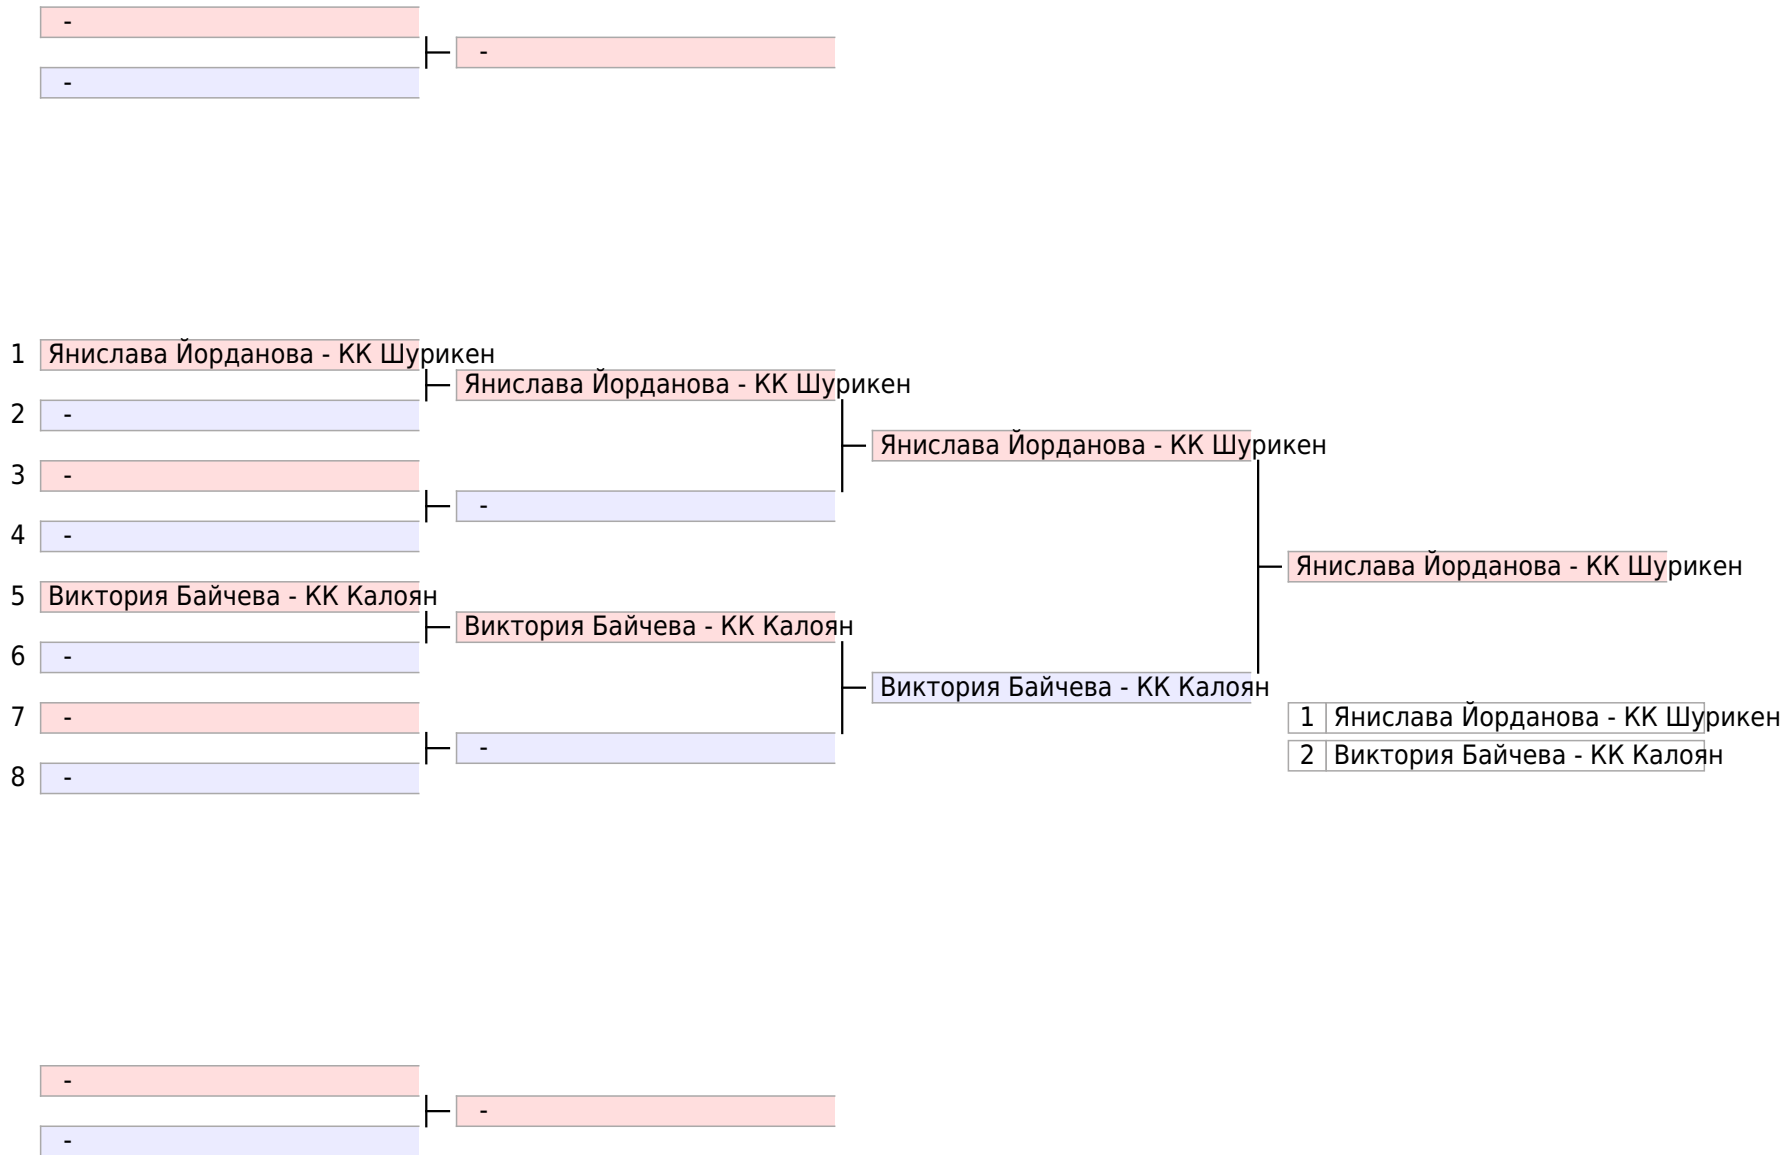 -
-
-
1 Янислава Йорданова - КК Шурикен
Янислава Йорданова - КК Шурикен
2 -
Янислава Йорданова - КК Шурикен
3 -
-
4 -
Янислава Йорданова - КК Шурикен
5 Виктория Байчева - КК Калоян
Виктория Байчева - КК Калоян
6 -
Виктория Байчева - КК Калоян
7 -
1 Янислава Йорданова - КК Шурикен
-
2 Виктория Байчева - КК Калоян
8 -
-
-
-